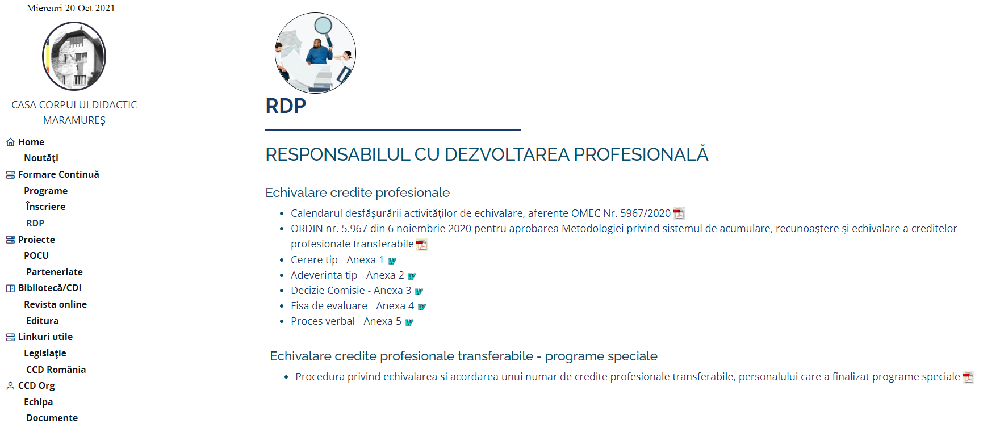 Miercuri 20 Oct 2021
1
CASA CORPULUI DIDACTIC
MARAMUREŞ
Home
Noutăţi
Formare Continuă
Programe
Înscriere
RDP
Proiecte
POCU
Parteneriate
Bibliotecă/CDI
Revista online
Editura
Linkuri utile
Legislaţie
CCD România
CCD Org
Echipa
Documente
RDP
RESPONSABILUL CU DEZVOLTAREA PROFESIONALĂ
Echivalare credite profesionale
• Calendarul desfășurării activităților de echivalare, aferente OMEC Nr. 5967/2020
• ORDIN nr. 5.967 din 6 noiembrie 2020 pentru aprobarea Metodologiei privind sistemul de acumulare, recunoaştere şi echivalare a creditelor
profesionale transferabile
• Cerere tip - Anexa 1
• Adeverinta tip - Anexa 2
• Decizie Comisie - Anexa 3
• Fisa de evaluare - Anexa 4
• Proces verbal - Anexa 5
Echivalare credite profesionale transferabile - programe speciale
• Procedura privind echivalarea si acordarea unui numar de credite profesionale transferabile, personalului care a finalizat programe speciale